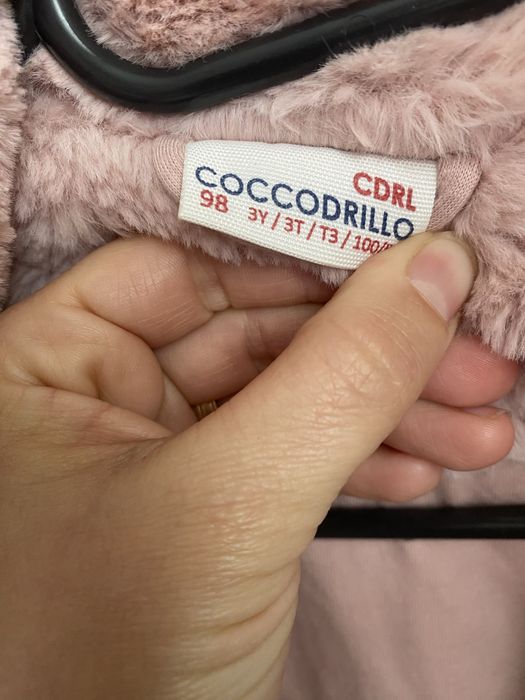 CDRL
COCCODRILLO
98 3Y / 3T / T3 / 100/